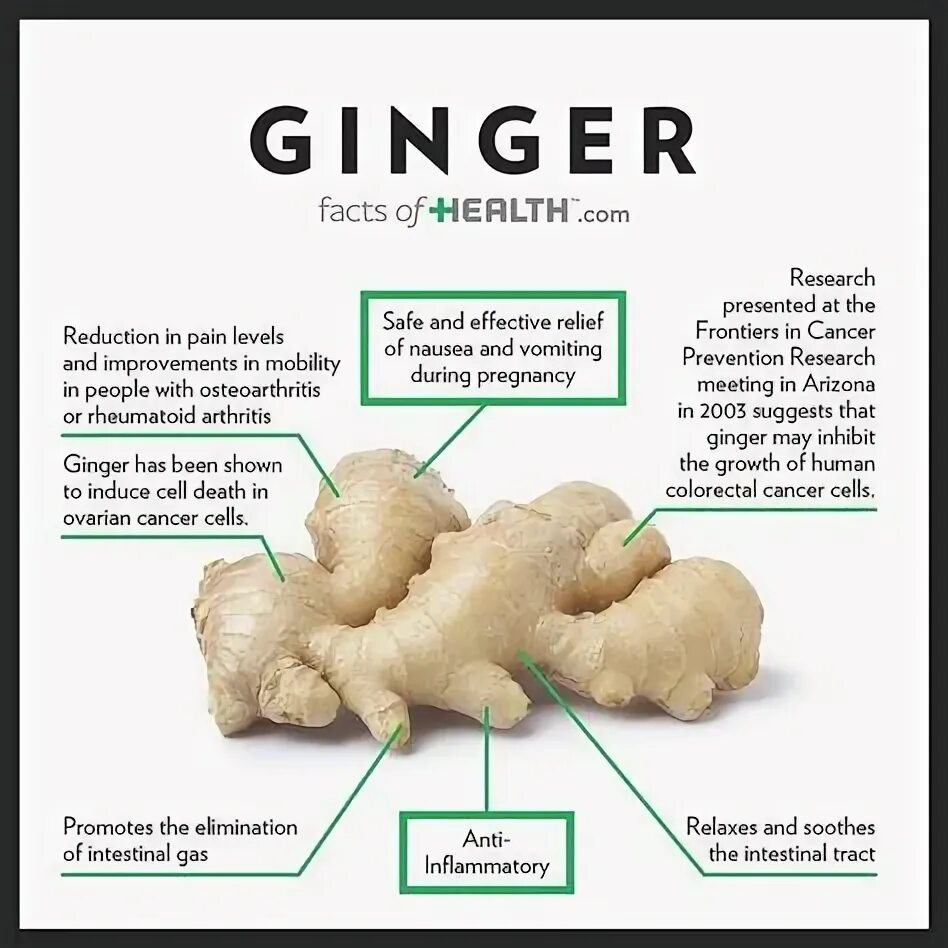 GINGER
facts of HEALTH™.com
Reduction in pain levels
and improvements in mobility
in people with osteoarthritis
or rheumatoid arthritis
Safe and effective relief
of nausea and vomiting
during pregnancy
Research
presented at the
Frontiers in Cancer
Prevention Research
meeting in Arizona
in 2003 suggests that
ginger may inhibit
the growth of human
colorectal cancer cells.
Ginger has been shown
to induce cell death in
ovarian cancer cells.
Promotes the elimination
of intestinal gas
Anti-
Inflammatory
Relaxes and soothes
the intestinal tract